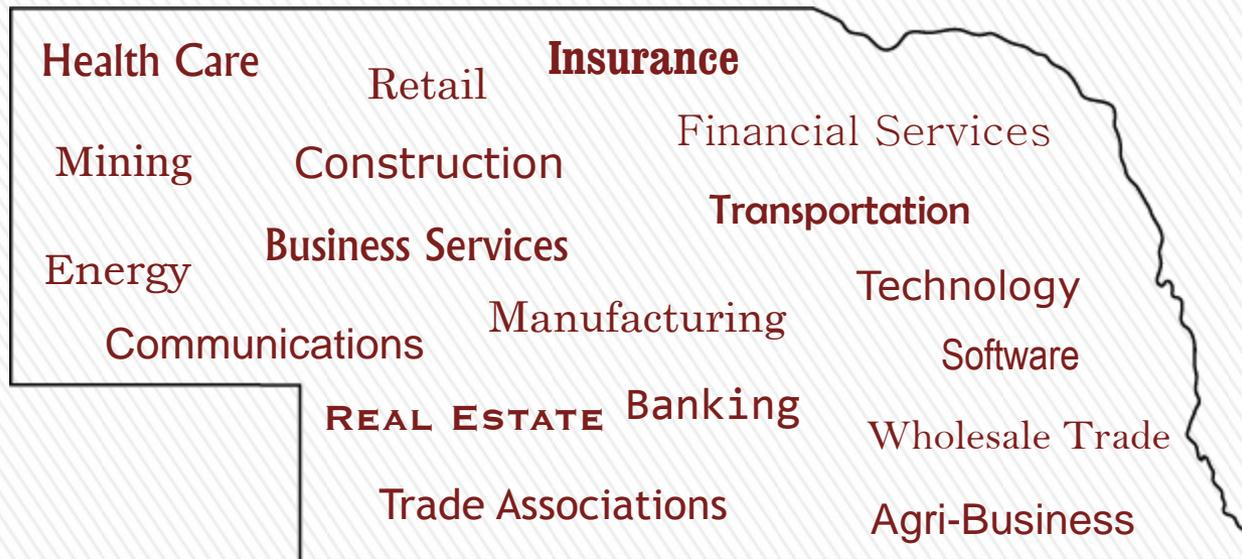 Health Care
Insurance
Retail
Financial Services
Mining
Construction
Transportation
Business Services
Energy
Technology
Manufacturing
Communications
Software
Real Estate
Banking
Wholesale Trade
Trade Associations
Agri-Business